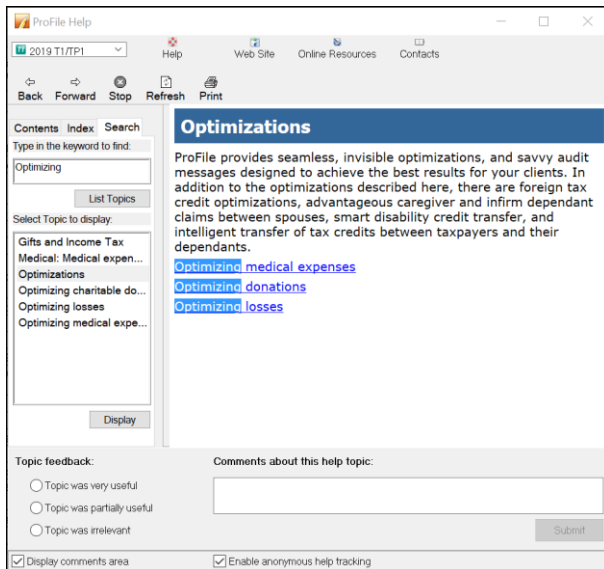 ProFile Help
2019 T1/TP1
Help
Web Site
Online Resources
Contacts
Back
Forward
Stop
Refresh
Print
Contents
Index
Search
Type in the keyword to find:
Optimizing
List Topics
Select Topic to display:
Gifts and Income Tax
Medical: Medical expen...
Optimizations
Optimizing charitable do...
Optimizing losses
Optimizing medical expe...
Display
Optimizations
ProFile provides seamless, invisible optimizations, and savvy audit
messages designed to achieve the best results for your clients. In
addition to the optimizations described here, there are foreign tax
credit optimizations, advantageous caregiver and infirm dependant
claims between spouses, smart disability credit transfer, and
intelligent transfer of tax credits between taxpayers and their
dependants.
Optimizing medical expenses
Optimizing donations
Optimizing losses
Topic feedback:
Topic was very useful
Topic was partially useful
Topic was irrelevant
Comments about this help topic:
Submit
Display comments area
Enable anonymous help tracking